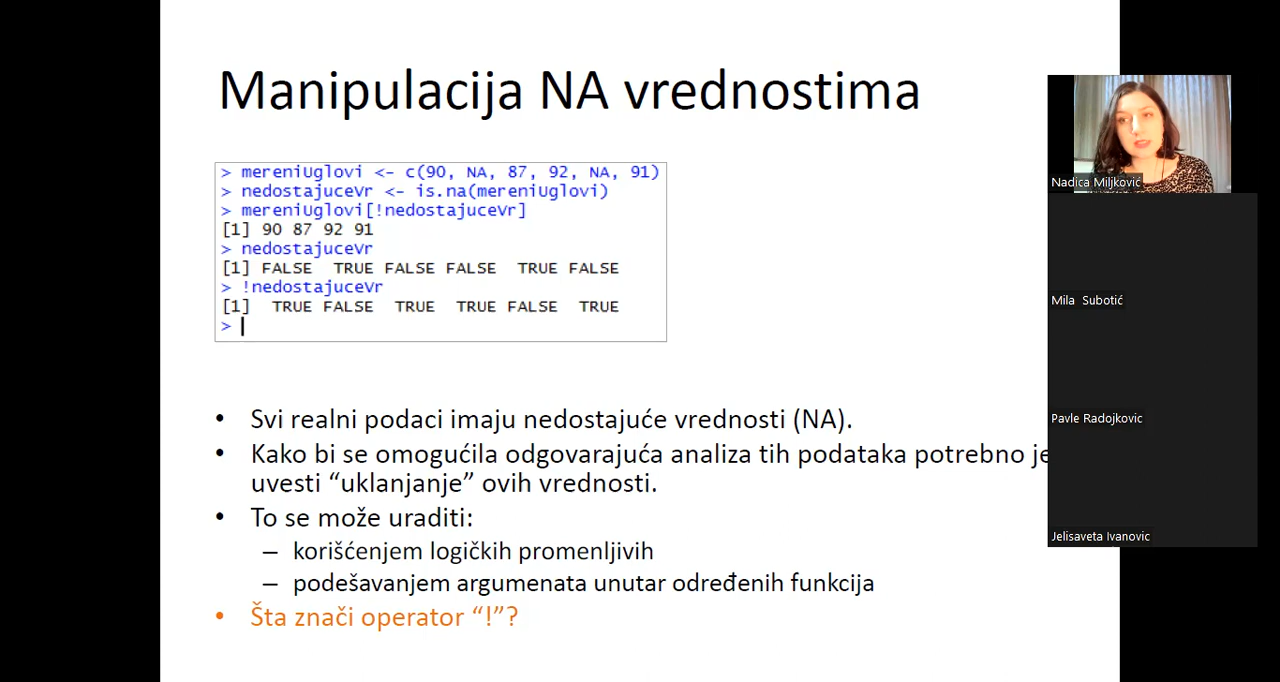 Manipulacija NA vrednostima
> mereniUglovi <- c(90, NA, 87, 92, NA, 91)
> nedostajuceVr <- is.na(mereniUglovi)
> mereniUglovi[!nedostajuceVr]
[1] 90 87 92 91
> nedostajuceVr
[1] FALSE TRUE FALSE FALSE TRUE FALSE
> !nedostajuceVr
[1] TRUE FALSE TRUE TRUE FALSE TRUE
>
• Svi realni podaci imaju nedostajuće vrednosti (NA).
• Kako bi se omogućila odgovarajuća analiza tih podataka potrebno je
uvesti “uklanjanje” ovih vrednosti.
• To se može uraditi:
– korišćenjem logičkih promenljivih
– podešavanjem argumenata unutar određenih funkcija
• Šta znači operator “!”?
Nadica Miljković
Mila Subotić
Pavle Radojkovic
Jelisaveta Ivanovic